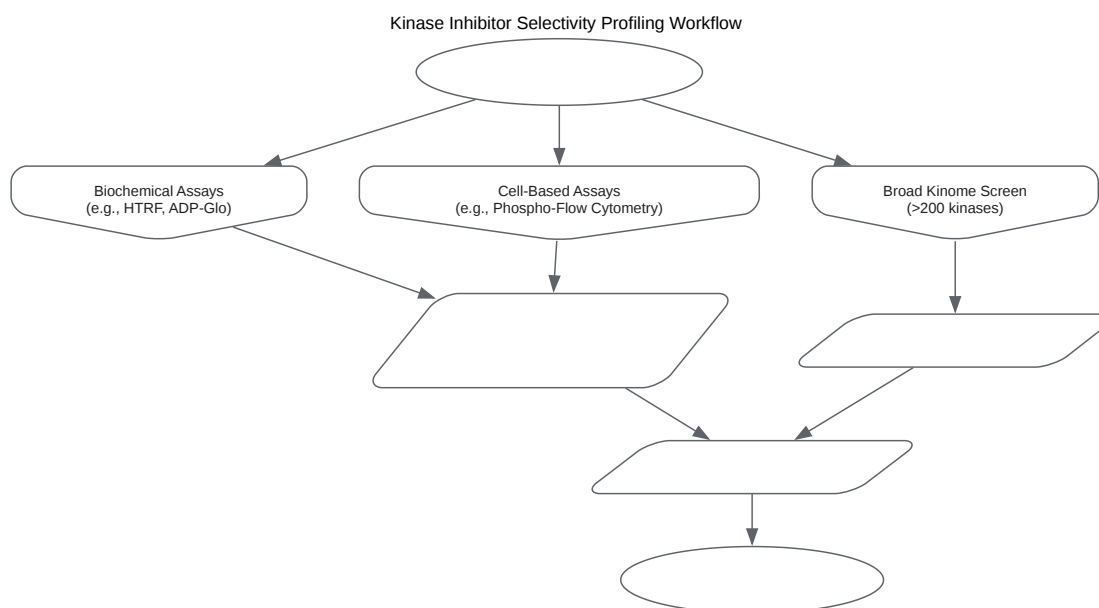 Kinase Inhibitor Selectivity Profiling Workflow
Biochemical Assays
(e.g., HTRF, ADP-Glo)
Cell-Based Assays
(e.g., Phospho-Flow Cytometry)
Broad Kinome Screen
(>200 kinases)